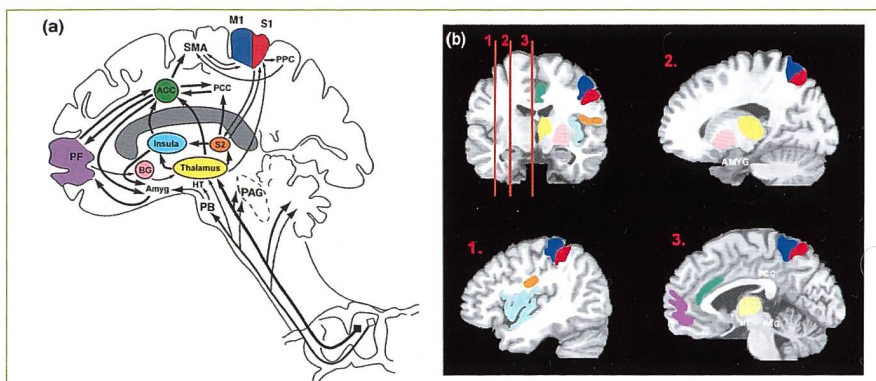 (a)
M1
S1
SMA
PPC
ACC
PCC
Insula
S2
PF
BG
Thalamus
Amyg
HT
PAG
PB
(b)
1.
2.
3.
2.
AMYG
1.
3.
PCC
HT PAG